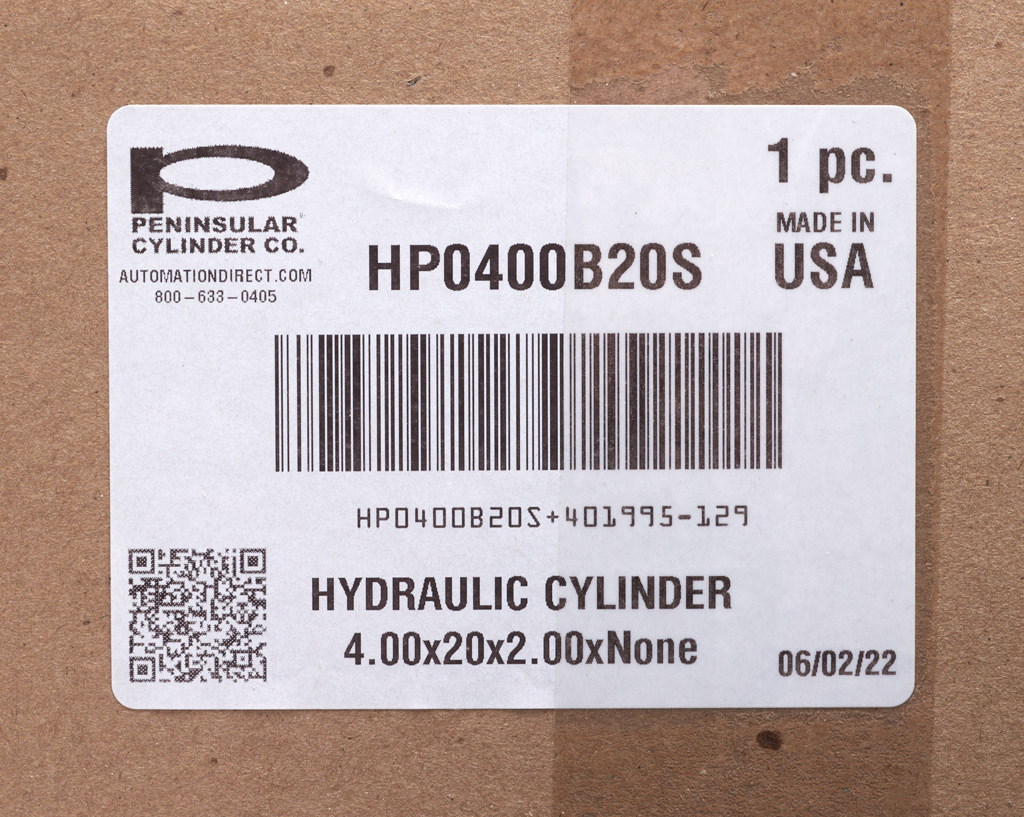 PENINSULAR
CYLINDER CO.
AUTOMATIONDIRECT.COM
800-633-0405
1 pc.
MADE IN
USA
HP0400B20S
HP0400B20S+401995-129
HYDRAULIC CYLINDER
4.00x20x2.00xNone
06/02/22